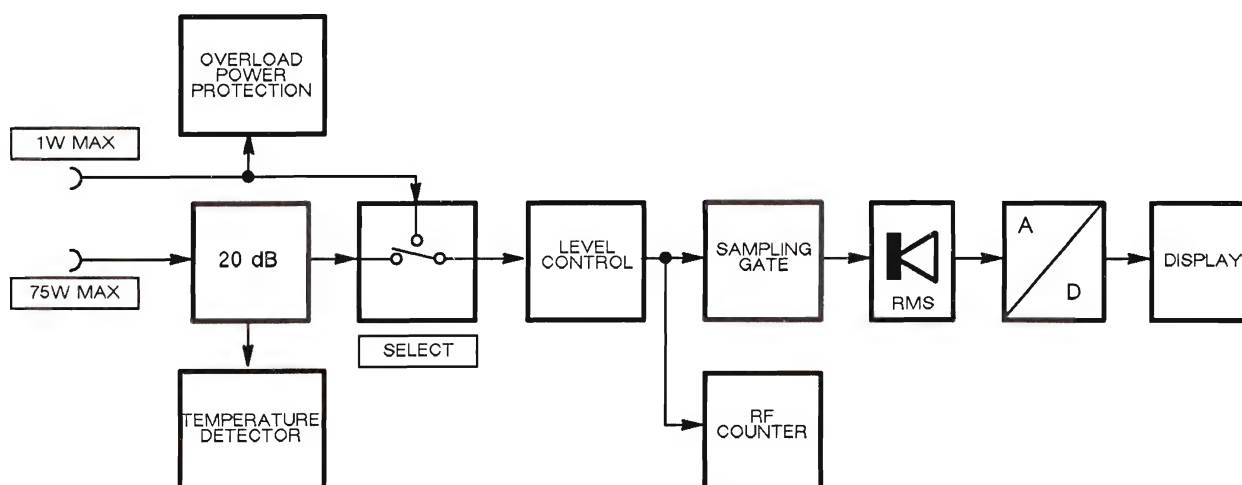 OVERLOAD
POWER
PROTECTION
1W MAX
75W MAX
20 dB
TEMPERATURE
DETECTOR
SELECT
LEVEL
CONTROL
SAMPLING
GATE
RF
COUNTER
RMS
A
D
DISPLAY